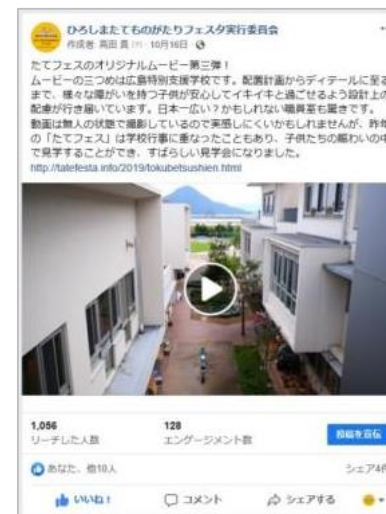 ひろしまたてものがたりフェスタ実行委員会
作成者: 高田 真 [?]・10月16日・
たてフェスのオリジナルムービー第三弾！
ムービーの三つめは広島特別支援学校です。配置計画からディテールに至る
まで、様々な障がいを持つ子供が安心してイキイキと過ごせるよう設計上の
配慮が行き届いています。日本一広い？かもしれない職員室も驚きです。
動画は無人の状態で撮影しているので実感しにくいかもしれませんが、昨年
の「たてフェス」は学校行事に重なったこともあり、子供たちの賑わいの中
で見学することができ、すばらしい見学会になりました。
http://tatefesta.info/2019/tokubetsushien.html
1,056 128
リーチした人数 エンゲージメント数 投稿を宣伝
あなた、他10人 シェア4件
いいね！ コメント シェアする